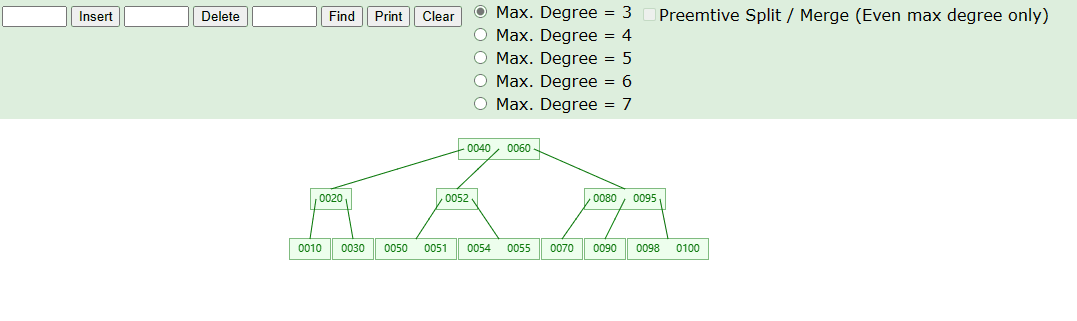 Insert Delete Find Print Clear Max. Degree = 3 Preemtive Split / Merge (Even max degree only)
Max. Degree = 4
Max. Degree = 5
Max. Degree = 6
Max. Degree = 7
0040 0060
0020 0052 0080 0095
0010 0030 0050 0051 0054 0055 0070 0090 0098 0100